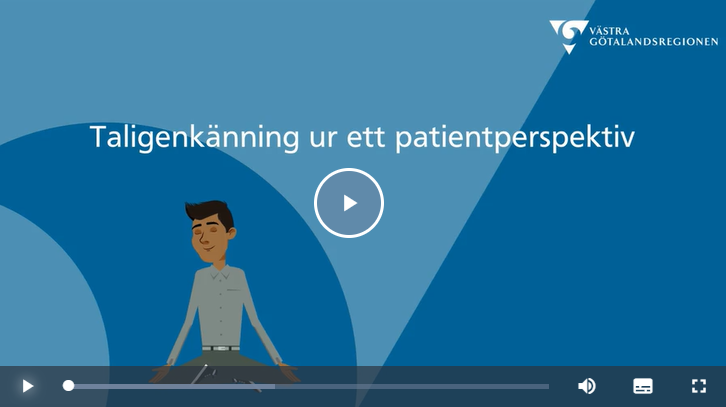 VÄSTRA
GÖTALANDSREGIONEN
Taligenkänning ur ett patientperspektiv